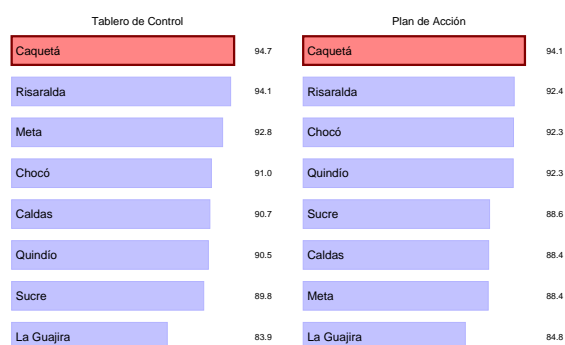 Tablero de Control
Caquetá 94.7
Risaralda 94.1
Meta 92.8
Chocó 91.0
Caldas 90.7
Quindío 90.5
Sucre 89.8
La Guajira 83.9
Plan de Acción
Caquetá 94.1
Risaralda 92.4
Chocó 92.3
Quindío 92.3
Sucre 88.6
Caldas 88.4
Meta 88.4
La Guajira 84.8